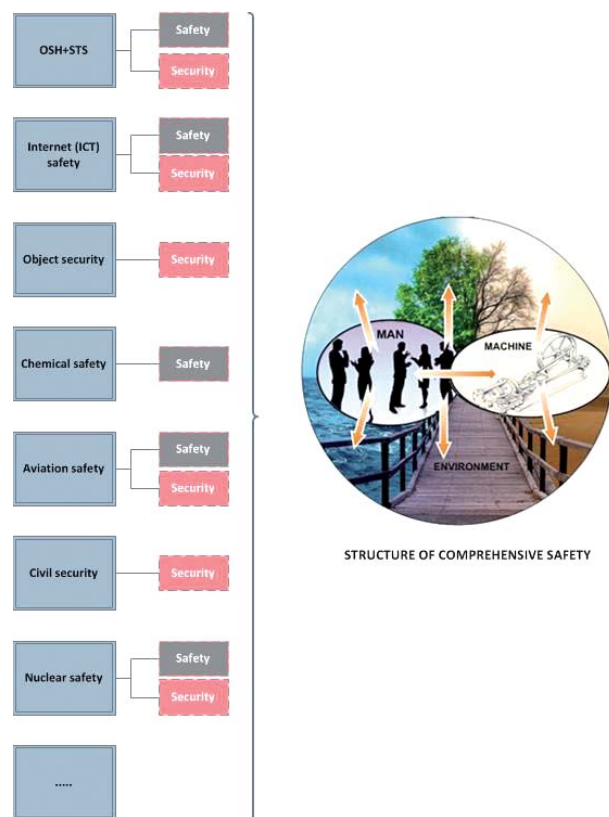 OSH+STS
Safety
Security
Internet (ICT)
safety
Safety
Security
Object security
Security
Chemical safety
Safety
Aviation safety
Safety
Security
Civil security
Security
Nuclear safety
Safety
Security
.....
MAN
MACHINE
ENVIRONMENT
STRUCTURE OF COMPREHENSIVE SAFETY